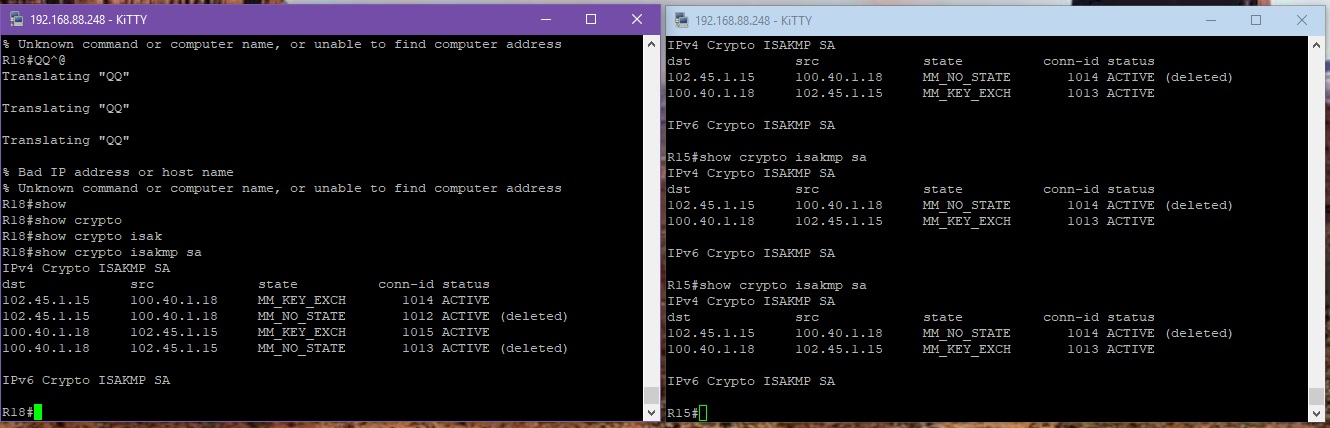 192.168.88.248 - KiTTY
% Unknown command or computer name, or unable to find computer address
R18#QQ^@
Translating "QQ"
Translating "QQ"
Translating "QQ"
% Bad IP address or host name
% Unknown command or computer name, or unable to find computer address
R18#show
R18#show crypto
R18#show crypto isak
R18#show crypto isakmp sa
IPv4 Crypto ISAKMP SA
dst src state conn-id status
102.45.1.15 100.40.1.18 MM_KEY_EXCH 1014 ACTIVE
102.45.1.15 100.40.1.18 MM_NO_STATE 1012 ACTIVE (deleted)
100.40.1.18 102.45.1.15 MM_KEY_EXCH 1015 ACTIVE
100.40.1.18 102.45.1.15 MM_NO_STATE 1013 ACTIVE (deleted)
IPv6 Crypto ISAKMP SA
R18#
192.168.88.248 - KiTTY
IPv4 Crypto ISAKMP SA
dst src state conn-id status
102.45.1.15 100.40.1.18 MM_NO_STATE 1014 ACTIVE (deleted)
100.40.1.18 102.45.1.15 MM_KEY_EXCH 1013 ACTIVE
IPv6 Crypto ISAKMP SA
R15#show crypto isakmp sa
IPv4 Crypto ISAKMP SA
dst src state conn-id status
102.45.1.15 100.40.1.18 MM_NO_STATE 1014 ACTIVE (deleted)
100.40.1.18 102.45.1.15 MM_KEY_EXCH 1013 ACTIVE
IPv6 Crypto ISAKMP SA
R15#show crypto isakmp sa
IPv4 Crypto ISAKMP SA
dst src state conn-id status
102.45.1.15 100.40.1.18 MM_NO_STATE 1014 ACTIVE (deleted)
100.40.1.18 102.45.1.15 MM_KEY_EXCH 1013 ACTIVE
IPv6 Crypto ISAKMP SA
R15#